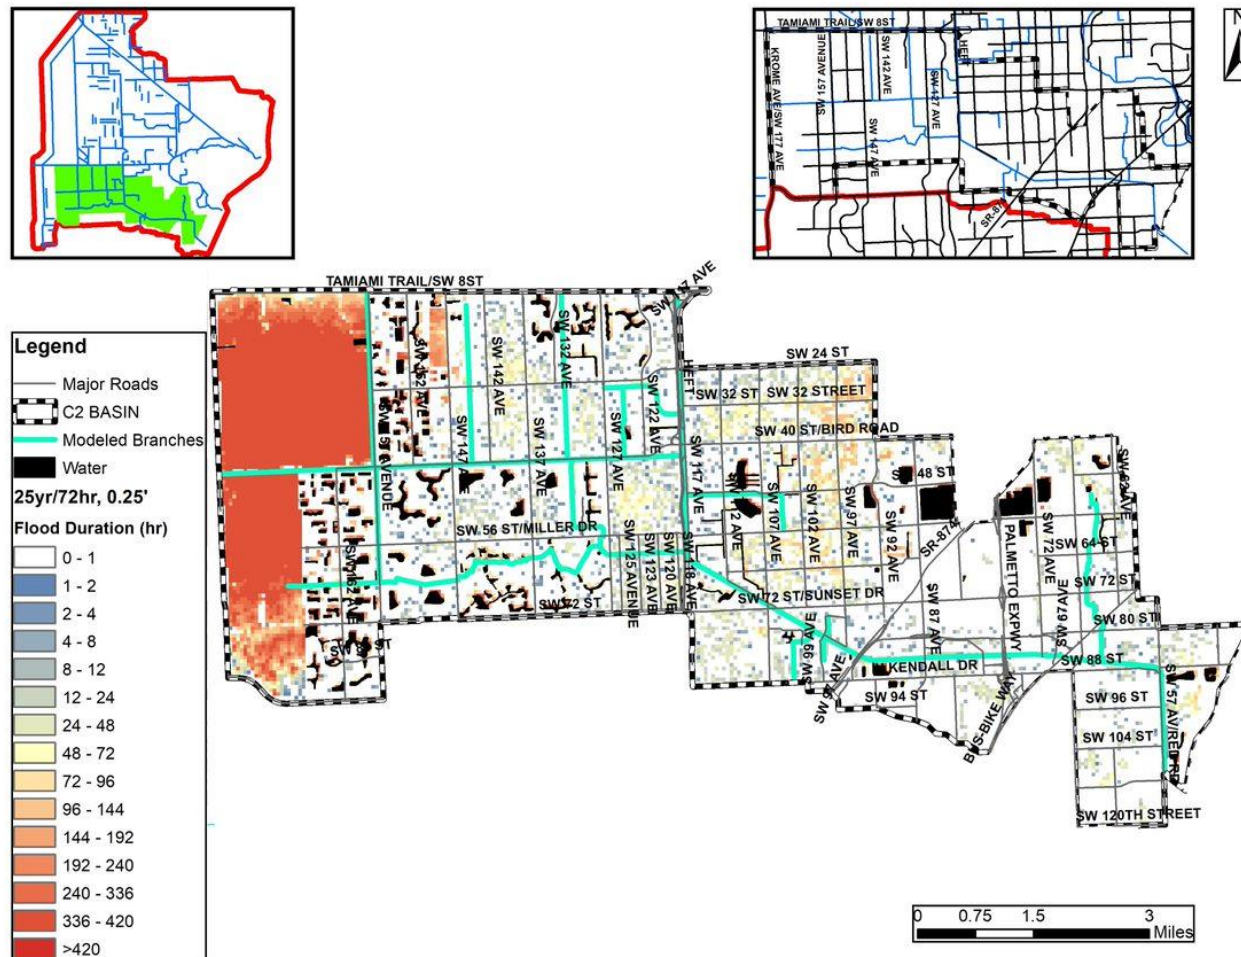 TAMIAMI TRAIL/SW 8ST
HEFT
KROME AVE/SW 177 AVE
SW 157 AVENUE
SW 142 AVE
SW 127 AVE
SW 147 AVE
SR-874
N
TAMIAMI TRAIL/SW 8ST
SW 132 AVE
SW 142 AVE
SW 122 AVE
HEFT
SW 24 ST
SW 32 ST
SW 32 STREET
SW 40 ST/BIRD ROAD
SW 147 AVE
SW 137 AVE
SW 127 AVE
SW 117 AVE
SW 56 ST/MILLER DR
SW 107 AVE
SW 102 AVE
SW 97 AVE
SW 92 AVE
48 ST
SR-874
PALMETTO EXPWY
SW 72 AVE
SW 64 ST
SW 162 AVE
SW 125 AVENUE
SW 123 AVE
SW 120 AVE
SW 118 AVE
SW 72 ST
SW 72 ST/SUNSET DR
SW 87 AVE
SW 67 AVE
SW 72 ST
SW 80 ST
SW 99 AVE
SW 97 AVE
KENDALL DR
SW 88 ST
SW 94 ST
SW 96 ST
SW 104 ST
SW 57 AV/RED RD
SW 120TH STREET
Legend
Major Roads
C2 BASIN
Modeled Branches
Water
25yr/72hr, 0.25'
Flood Duration (hr)
0 - 1
1 - 2
2 - 4
4 - 8
8 - 12
12 - 24
24 - 48
48 - 72
72 - 96
96 - 144
144 - 192
192 - 240
240 - 336
336 - 420
>420
0 0.75 1.5 3
Miles